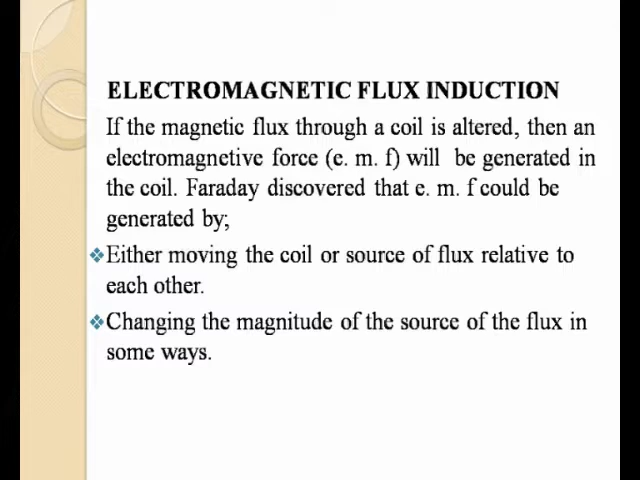 ELECTROMAGNETIC FLUX INDUCTION
If the magnetic flux through a coil is altered, then an
electromagnetive force (e. m. f) will be generated in
the coil. Faraday discovered that e. m. f could be
generated by;
❖Either moving the coil or source of flux relative to
each other.
❖Changing the magnitude of the source of the flux in
some ways.